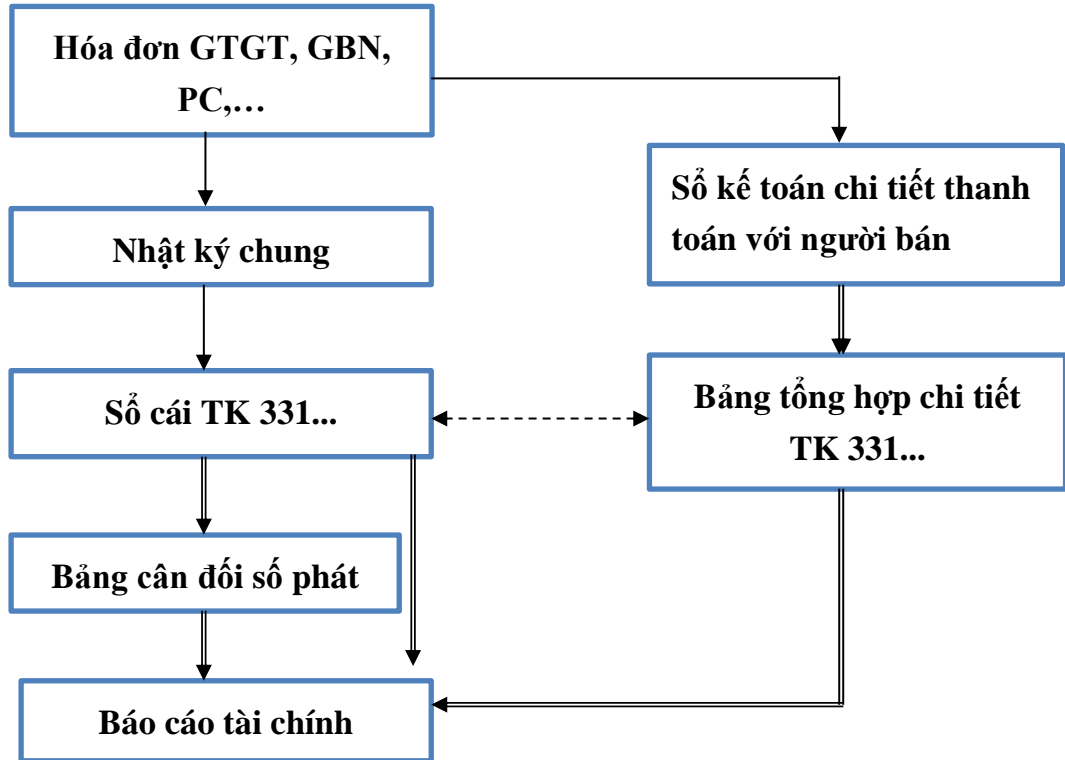 Hóa đơn GTGT, GBN,
PC,…
Sổ kế toán chi tiết thanh
toán với người bán
Nhật ký chung
Sổ cái TK 331...
Bảng tổng hợp chi tiết
TK 331...
Bảng cân đối số phát
Báo cáo tài chính